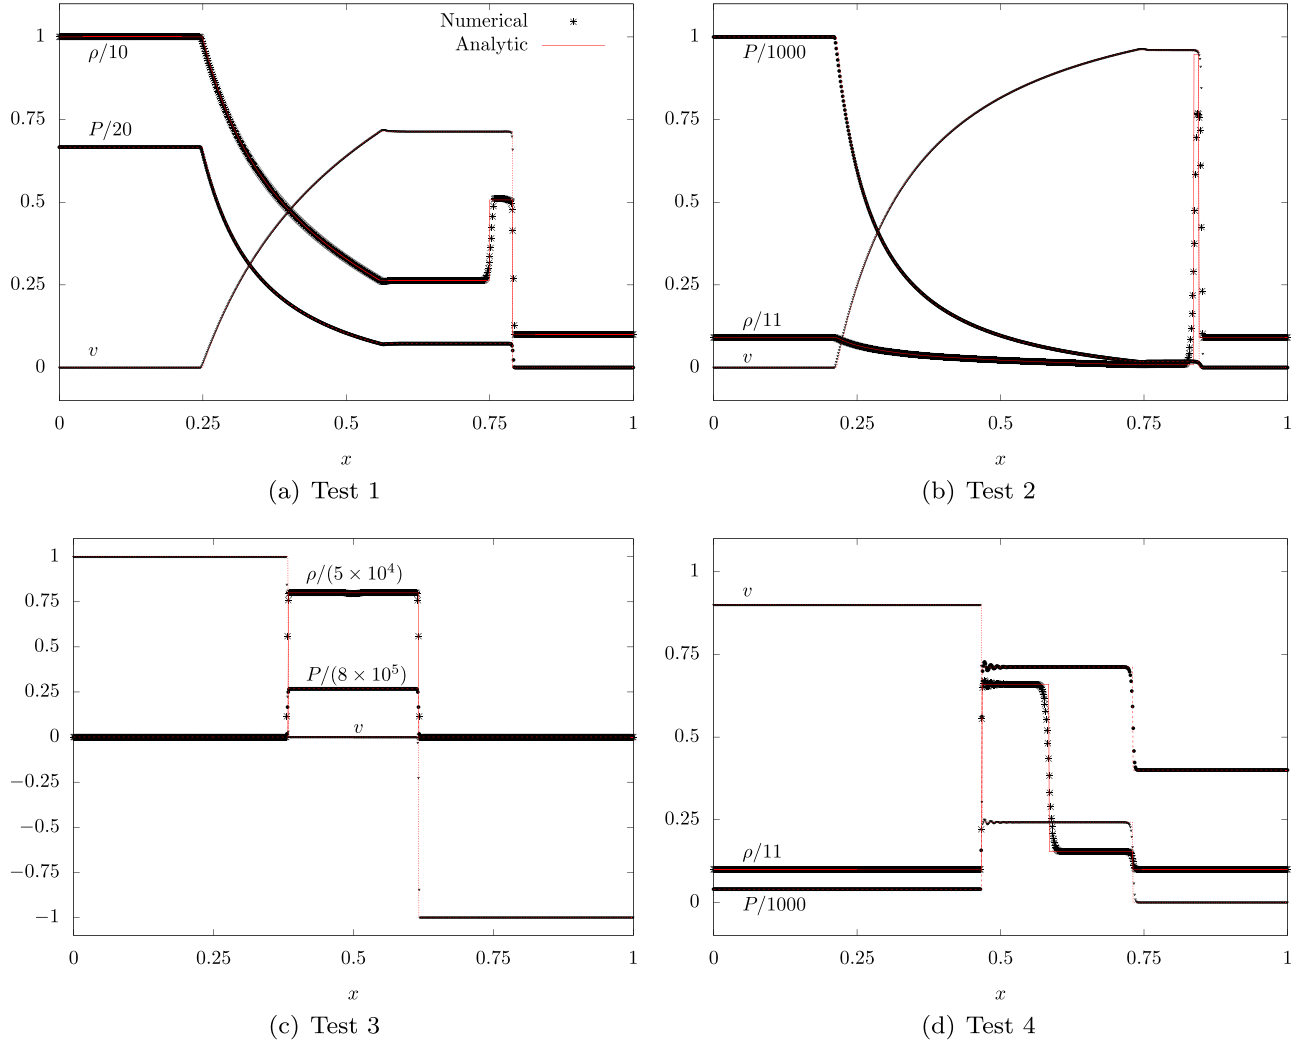 Numerical
Analytic
1
0.75
0.5
0.25
0
ρ/10
P/20
v
0 0.25 0.5 0.75 1
x
(a) Test 1
1
0.75
0.5
0.25
0
P/1000
ρ/11
v
0 0.25 0.5 0.75 1
x
(b) Test 2
1
0.75
0.5
0.25
0
−0.25
−0.5
−0.75
−1
ρ/(5 × 10⁴)
P/(8 × 10⁵)
v
0 0.25 0.5 0.75 1
x
(c) Test 3
1
0.75
0.5
0.25
0
v
ρ/11
P/1000
0 0.25 0.5 0.75 1
x
(d) Test 4